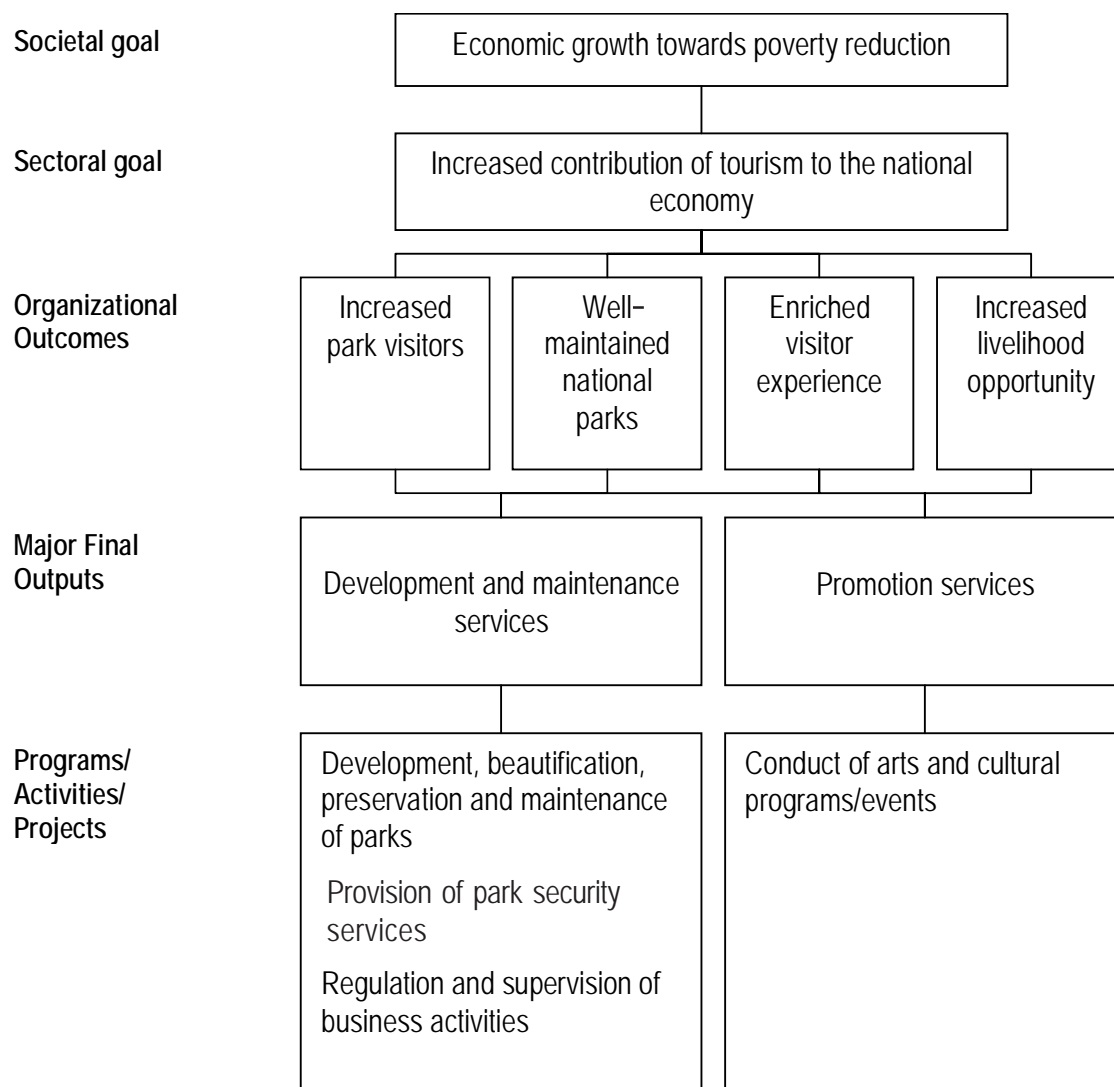 Societal goal
Economic growth towards poverty reduction
Sectoral goal
Increased contribution of tourism to the national
economy
Organizational
Outcomes
Increased
park visitors
Well-
maintained
national
parks
Enriched
visitor
experience
Increased
livelihood
opportunity
Major Final
Outputs
Development and maintenance
services
Promotion services
Programs/
Activities/
Projects
Development, beautification,
preservation and maintenance
of parks
Provision of park security
services
Regulation and supervision of
business activities
Conduct of arts and cultural
programs/events